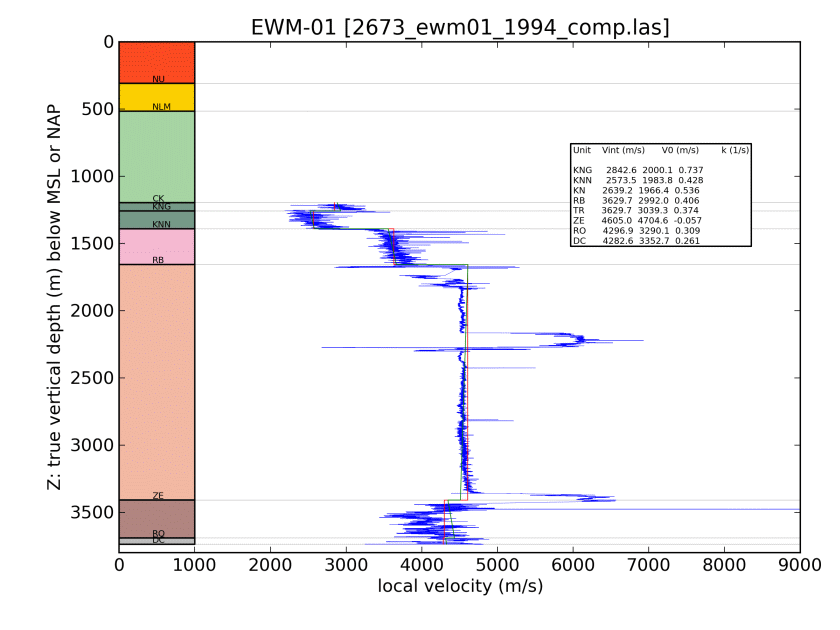 EWM-01 [2673_ewm01_1994_comp.las]
0
500
1000
1500
2000
2500
3000
3500
Z: true vertical depth (m) below MSL or NAP
NU
NLM
CK
KNG
KNN
RB
ZE
RO
DC
Unit Vint (m/s) V0 (m/s) k (1/s)
KNG 2842.6 2000.1 0.737
KNN 2573.5 1983.8 0.428
KN 2639.2 1966.4 0.536
RB 3629.7 2992.0 0.406
TR 3629.7 3039.3 0.374
ZE 4605.0 4704.6 -0.057
RO 4296.9 3290.1 0.309
DC 4282.6 3352.7 0.261
0 1000 2000 3000 4000 5000 6000 7000 8000 9000
local velocity (m/s)